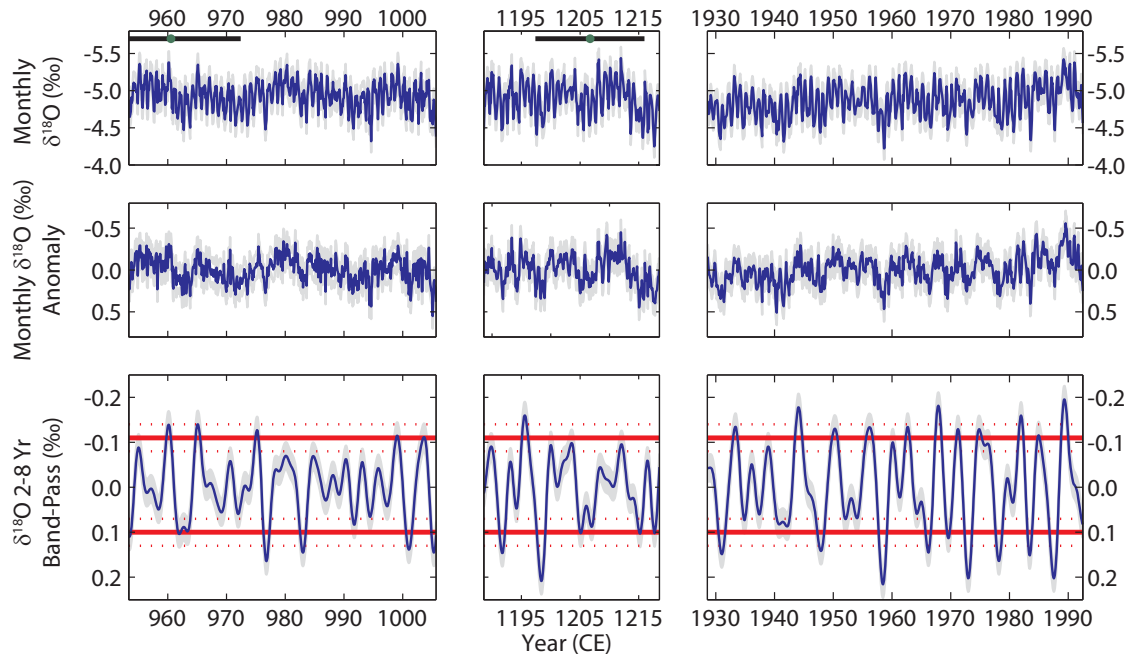 960 970 980 990 1000 1195 1205 1215 1930 1940 1950 1960 1970 1980 1990
Monthly
δ¹⁸O (‰)
-5.5 -5.5
-5.0 -5.0
-4.5 -4.5
-4.0 -4.0
Monthly δ¹⁸O (‰)
Anomaly
-0.5 -0.5
0.0 0.0
0.5 0.5
δ¹⁸O 2-8 Yr
Band-Pass (‰)
-0.2 -0.2
-0.1 -0.1
0.0 0.0
0.1 0.1
0.2 0.2
960 970 980 990 1000 1195 1205 1215 1930 1940 1950 1960 1970 1980 1990
Year (CE)